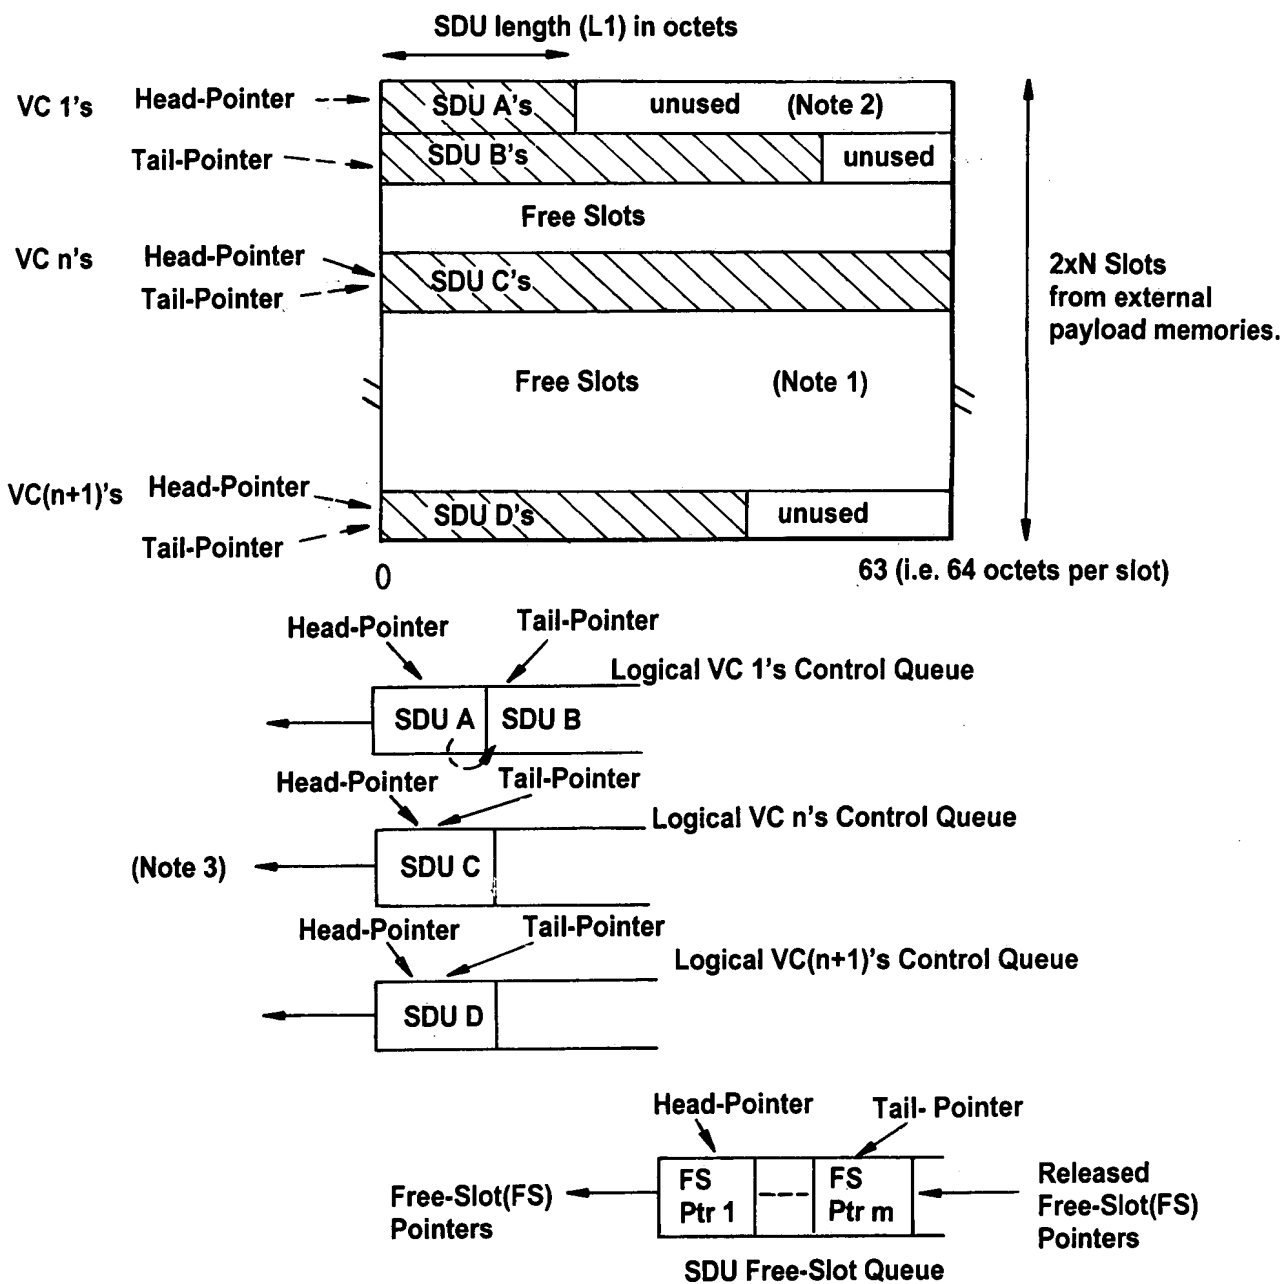 SDU length (L1) in octets
VC 1's Head-Pointer SDU A's unused (Note 2)
Tail-Pointer SDU B's unused
Free Slots
VC n's Head-Pointer
Tail-Pointer SDU C's
2xN Slots
from external
payload memories.
Free Slots (Note 1)
VC(n+1)'s Head-Pointer
SDU D's unused
Tail-Pointer
0 63 (i.e. 64 octets per slot)
Head-Pointer Tail-Pointer
Logical VC 1's Control Queue
SDU A SDU B
Head-Pointer Tail-Pointer
Logical VC n's Control Queue
(Note 3) SDU C
Head-Pointer Tail-Pointer
Logical VC(n+1)'s Control Queue
SDU D
Head-Pointer Tail- Pointer
Free-Slot(FS)
Pointers
FS
Ptr 1
FS
Ptr m
Released
Free-Slot(FS)
Pointers
SDU Free-Slot Queue